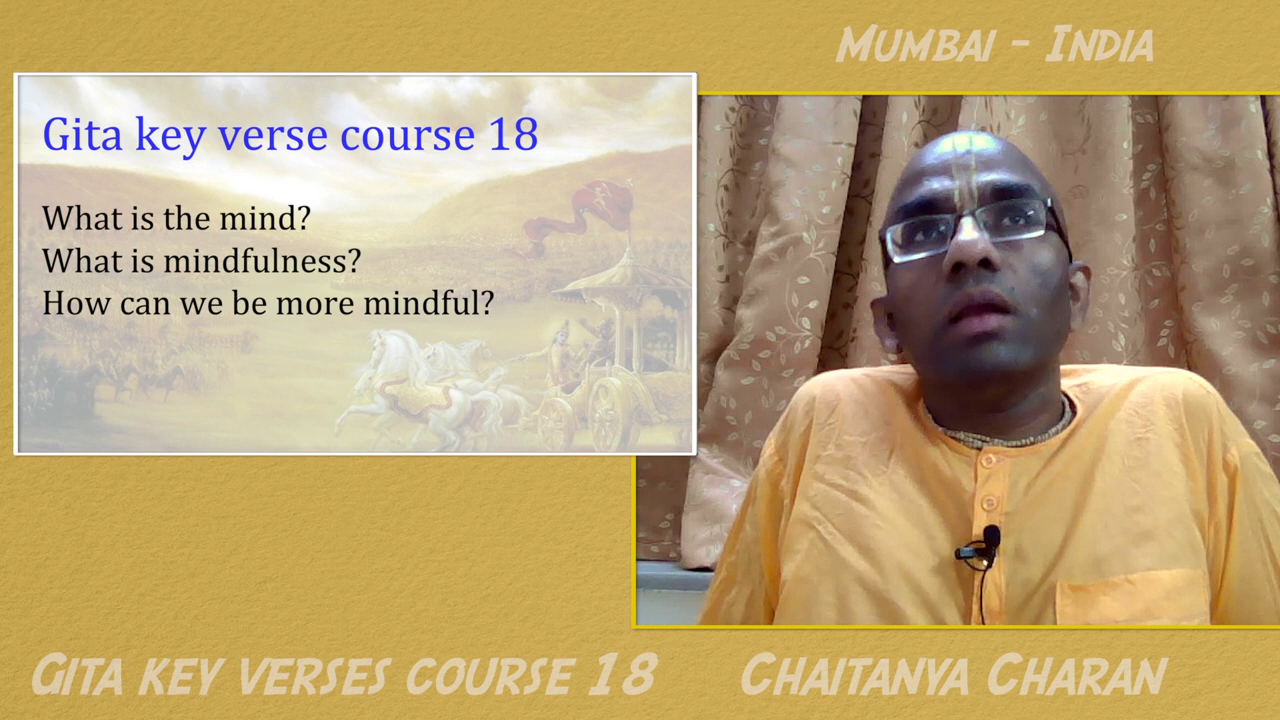 Mumbai - India
Gita key verse course 18
What is the mind?
What is mindfulness?
How can we be more mindful?
Gita key verses course 18
Chaitanya Charan